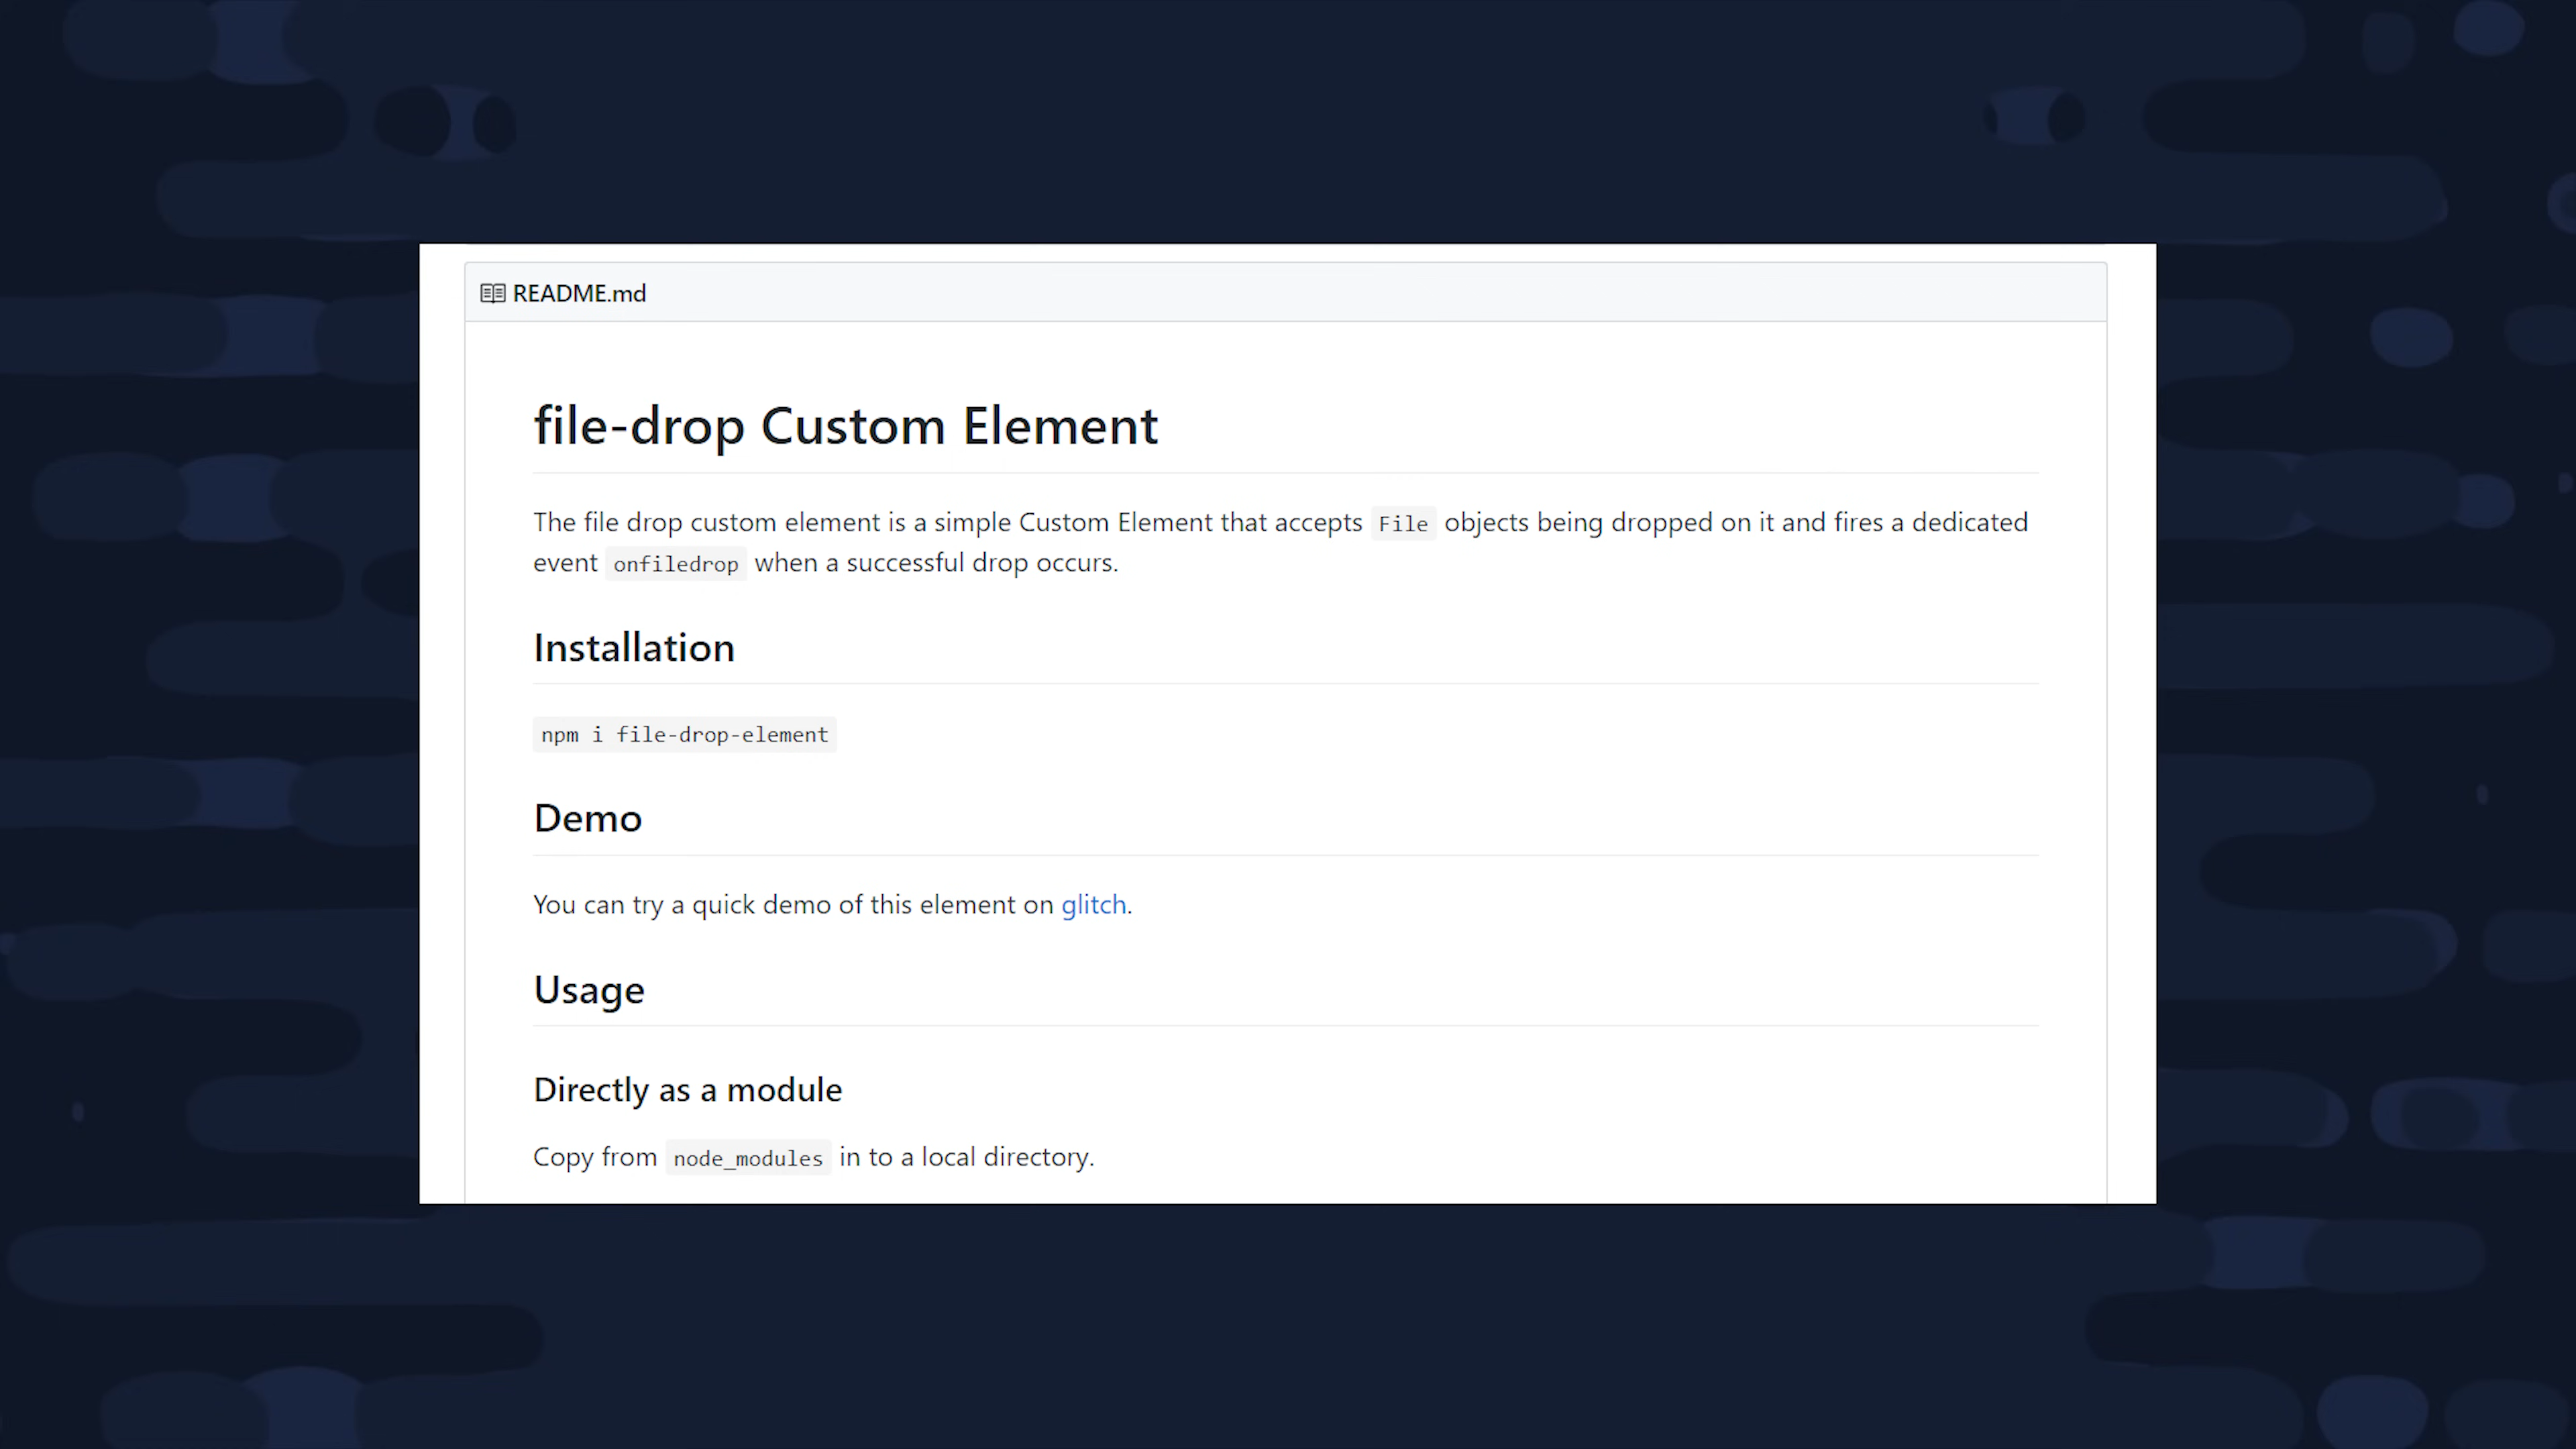 README.md
file-drop Custom Element
The file drop custom element is a simple Custom Element that accepts File objects being dropped on it and fires a dedicated
event onfiledrop when a successful drop occurs.
Installation
npm i file-drop-element
Demo
You can try a quick demo of this element on glitch.
Usage
Directly as a module
Copy from node_modules in to a local directory.